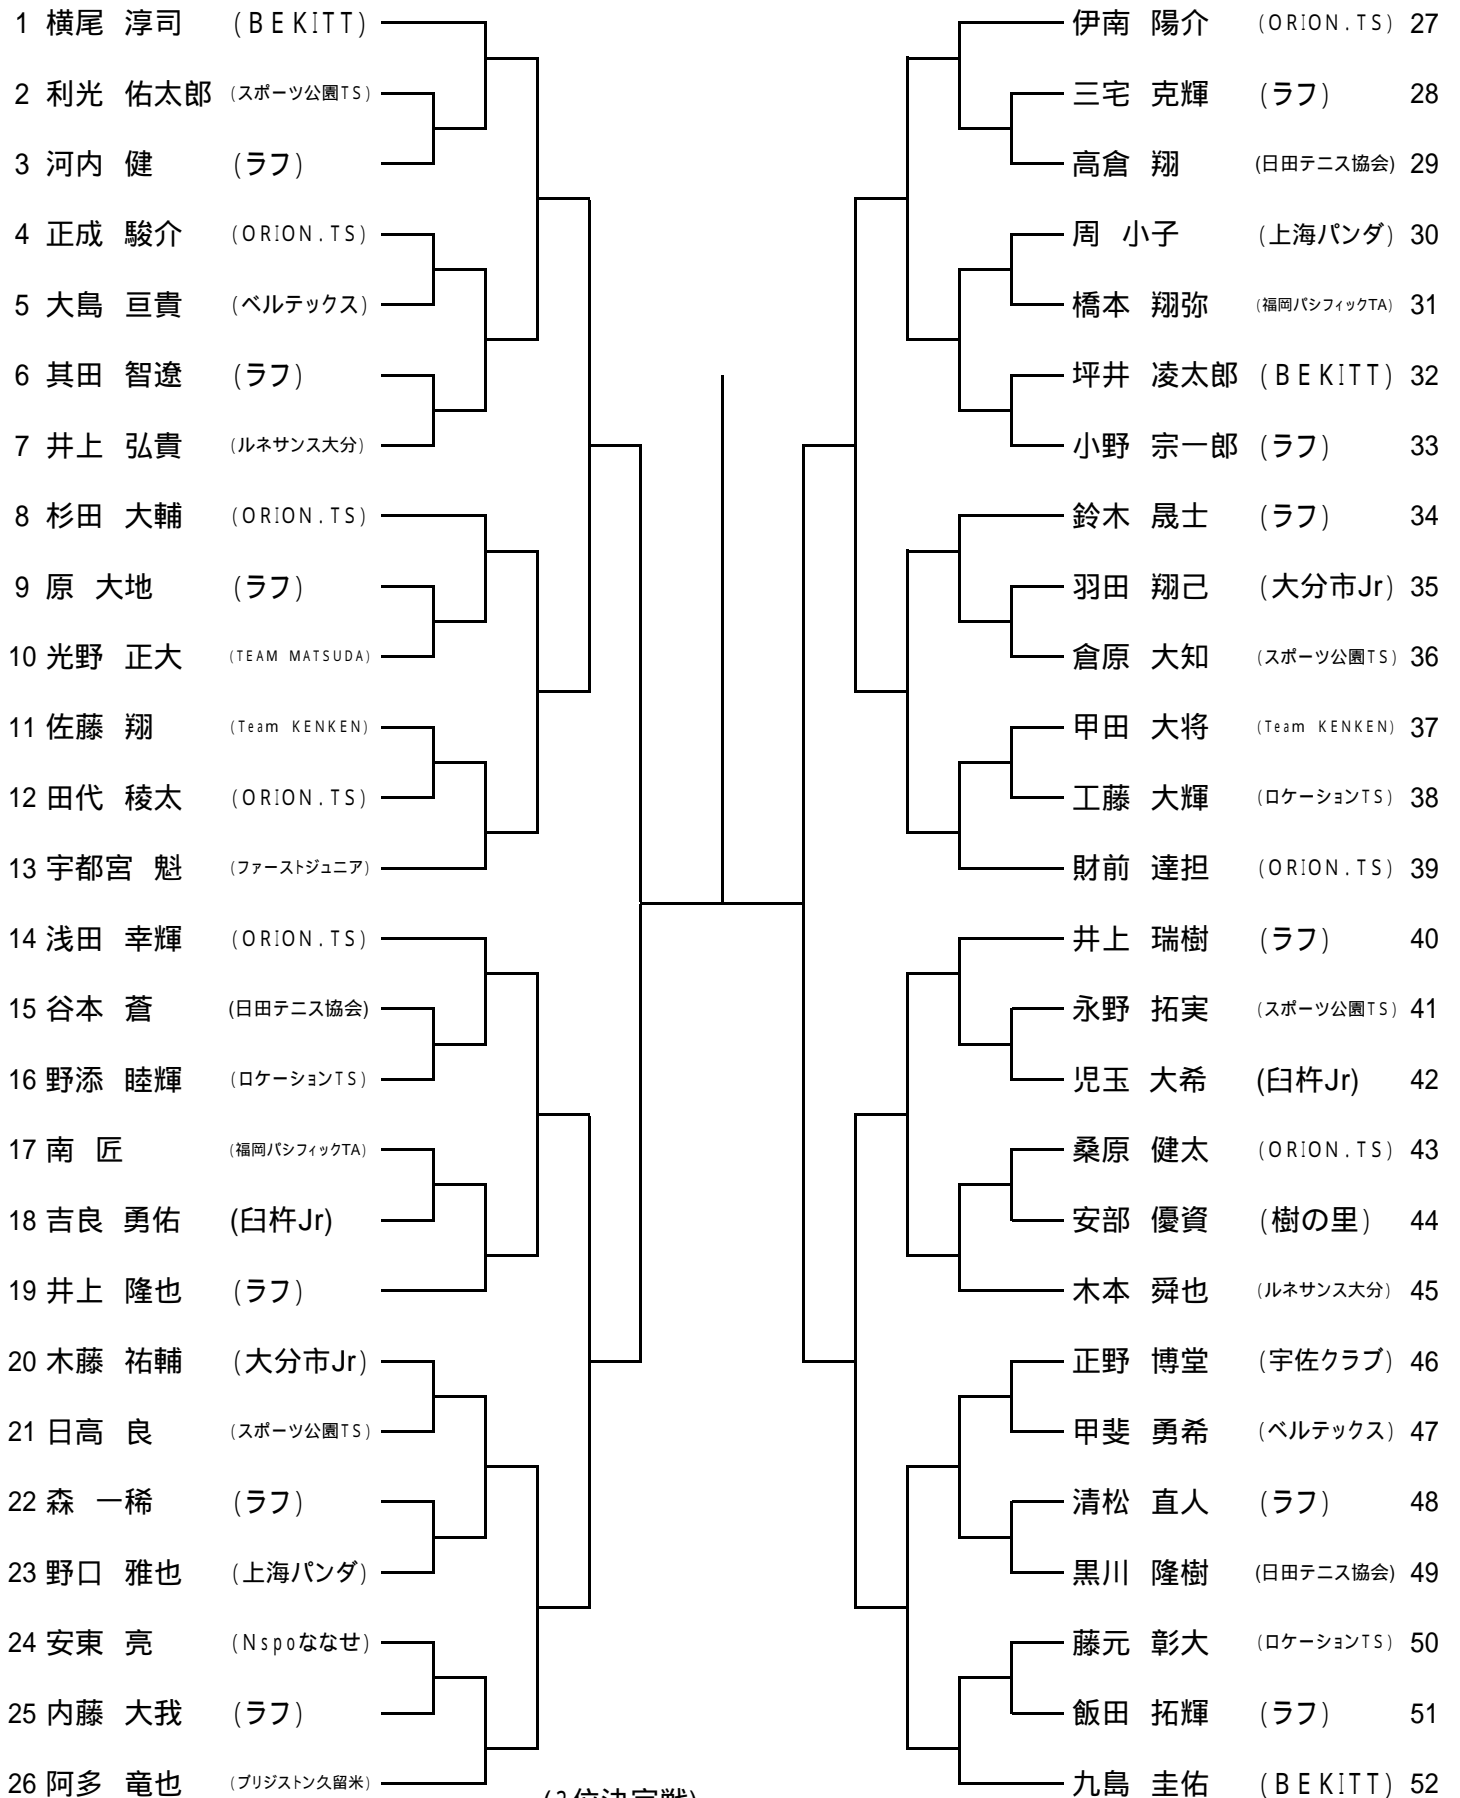 1 横尾 淳司 (BEKITT)
2 利光 佑太郎 (スポーツ公園TS)
3 河内 健 (ラフ)
4 正成 駿介 (ORION.TS)
5 大島 亘貴 (ベルテックス)
6 其田 智遼 (ラフ)
7 井上 弘貴 (ルネサンス大分)
8 杉田 大輔 (ORION.TS)
9 原 大地 (ラフ)
10 光野 正大 (TEAM MATSUDA)
11 佐藤 翔 (Team KENKEN)
12 田代 稜太 (ORION.TS)
13 宇都宮 魁 (ファーストジュニア)
14 浅田 幸輝 (ORION.TS)
15 谷本 蒼 (日田テニス協会)
16 野添 睦輝 (ロケーションTS)
17 南 匠 (福岡パシフィックTA)
18 吉良 勇佑 (臼杵Jr)
19 井上 隆也 (ラフ)
20 木藤 祐輔 (大分市Jr)
21 日高 良 (スポーツ公園TS)
22 森 一稀 (ラフ)
23 野口 雅也 (上海パンダ)
24 安東 亮 (Nspoななせ)
25 内藤 大我 (ラフ)
26 阿多 竜也 (ブリジストン久留米)
伊南 陽介 (ORION.TS) 27
三宅 克輝 (ラフ) 28
高倉 翔 (日田テニス協会) 29
周 小子 (上海パンダ) 30
橋本 翔弥 (福岡パシフィックTA) 31
坪井 凌太郎 (BEKITT) 32
小野 宗一郎 (ラフ) 33
鈴木 晟士 (ラフ) 34
羽田 翔己 (大分市Jr) 35
倉原 大知 (スポーツ公園TS) 36
甲田 大将 (Team KENKEN) 37
工藤 大輝 (ロケーションTS) 38
財前 達担 (ORION.TS) 39
井上 瑞樹 (ラフ) 40
永野 拓実 (スポーツ公園TS) 41
児玉 大希 (臼杵Jr) 42
桑原 健太 (ORION.TS) 43
安部 優資 (樹の里) 44
木本 舜也 (ルネサンス大分) 45
正野 博堂 (宇佐クラブ) 46
甲斐 勇希 (ベルテックス) 47
清松 直人 (ラフ) 48
黒川 隆樹 (日田テニス協会) 49
藤元 彰大 (ロケーションTS) 50
飯田 拓輝 (ラフ) 51
九島 圭佑 (BEKITT) 52